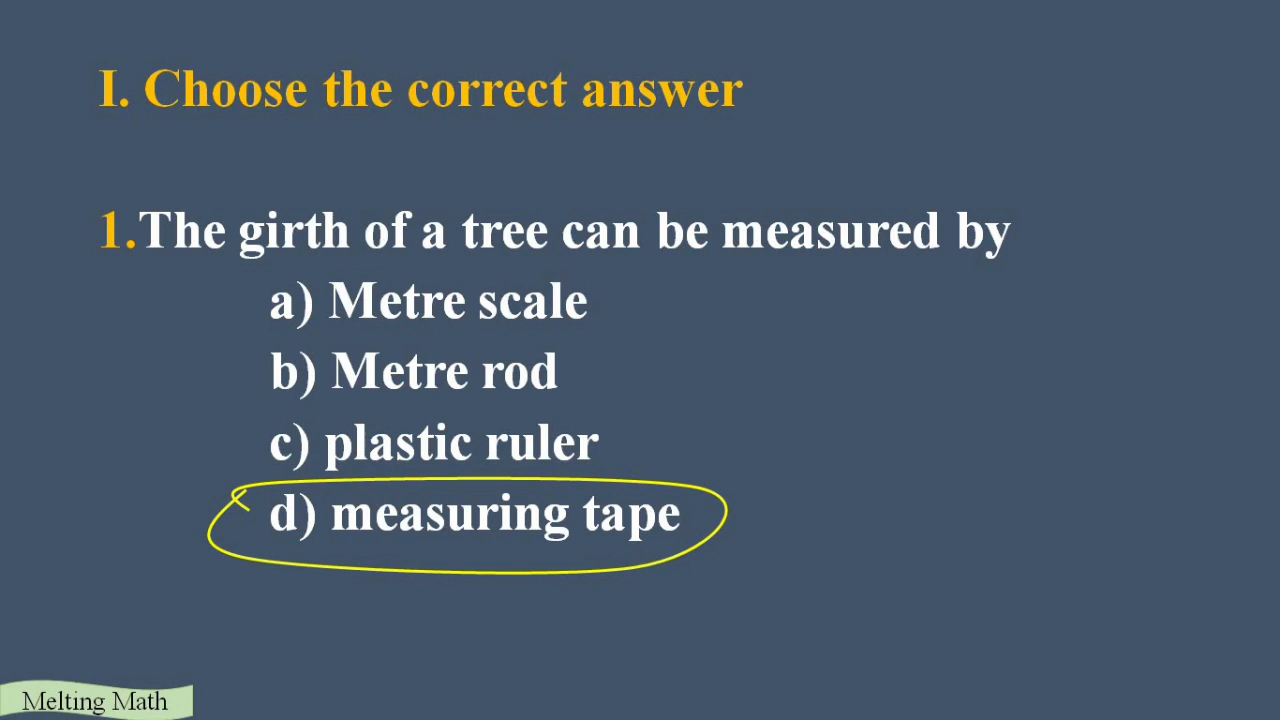 I. Choose the correct answer
1.The girth of a tree can be measured by
a) Metre scale
b) Metre rod
c) plastic ruler
d) measuring tape
Melting Math